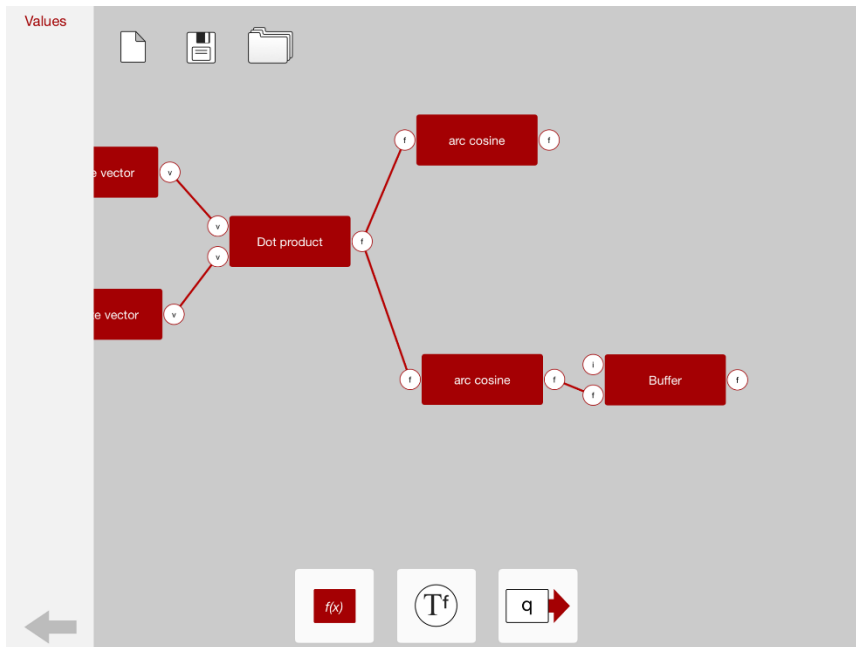 Values
f
arc cosine
f
e vector
v
v
Dot product
f
v
e vector
v
f
arc cosine
f
i
f
Buffer
f
f(x)
Tf
q